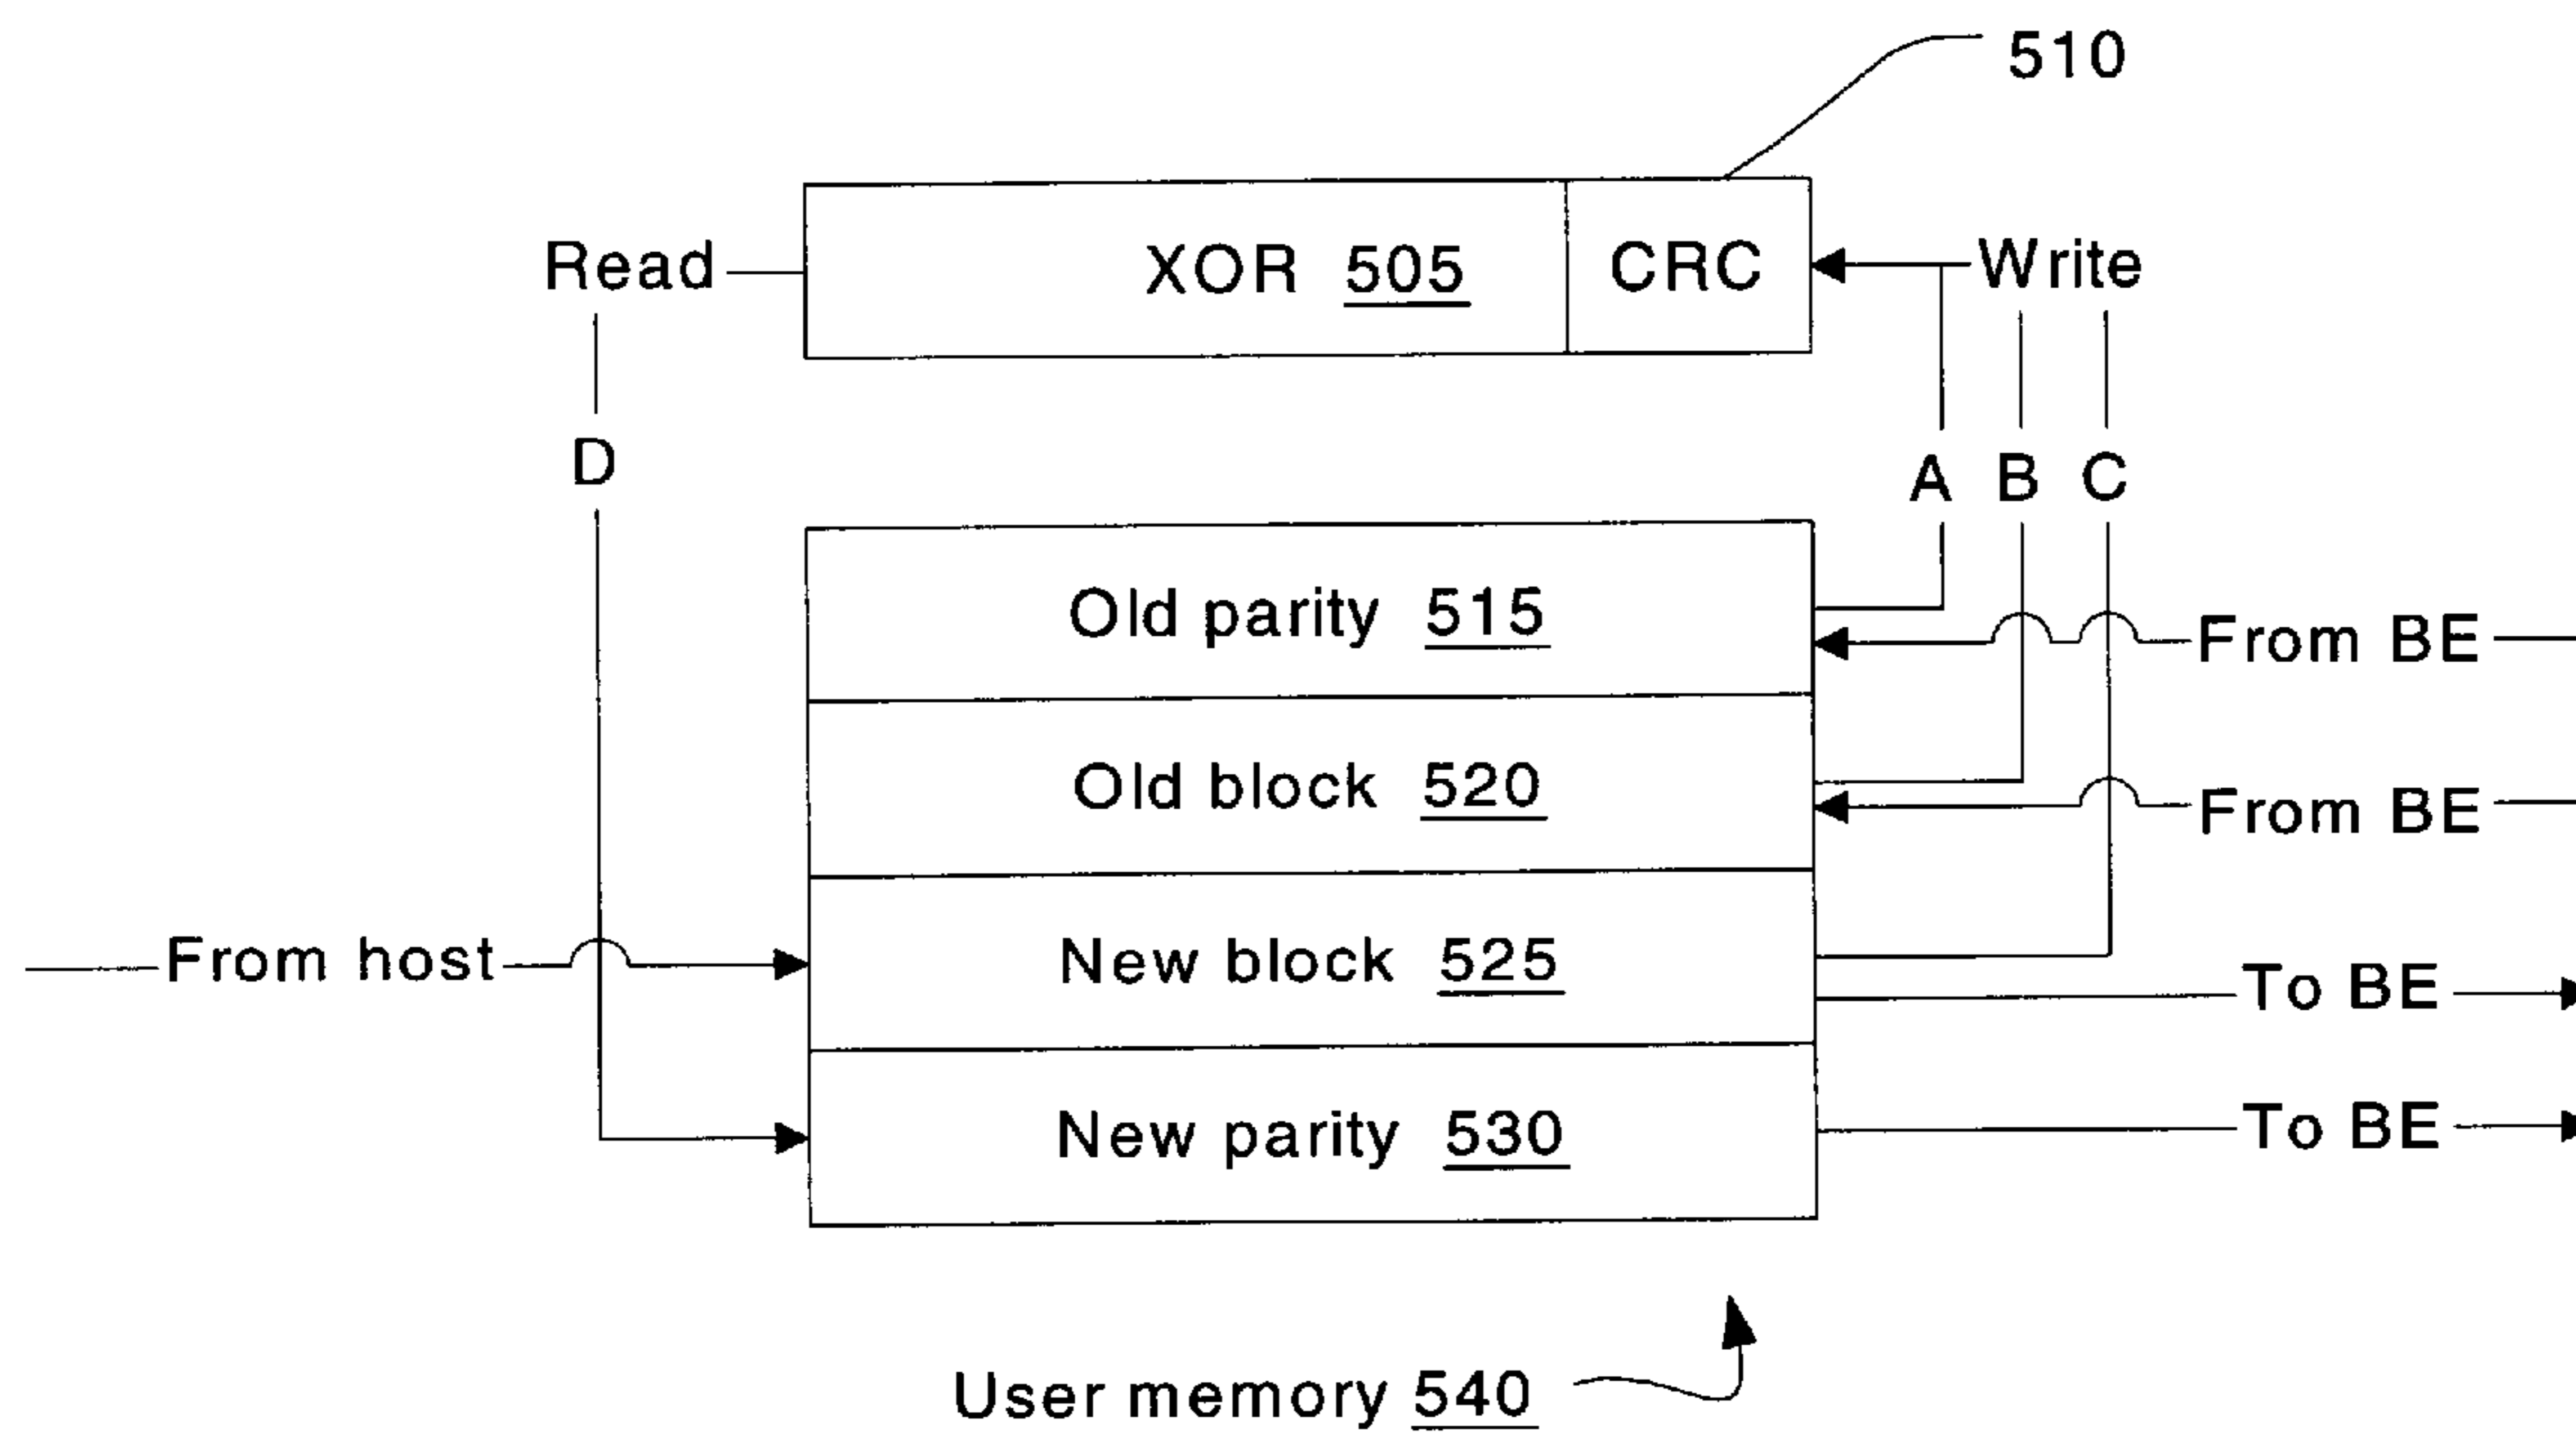 510
Read
XOR 505
CRC
Write
D
A B C
Old parity 515
From BE
Old block 520
From BE
From host
New block 525
To BE
New parity 530
To BE
User memory 540